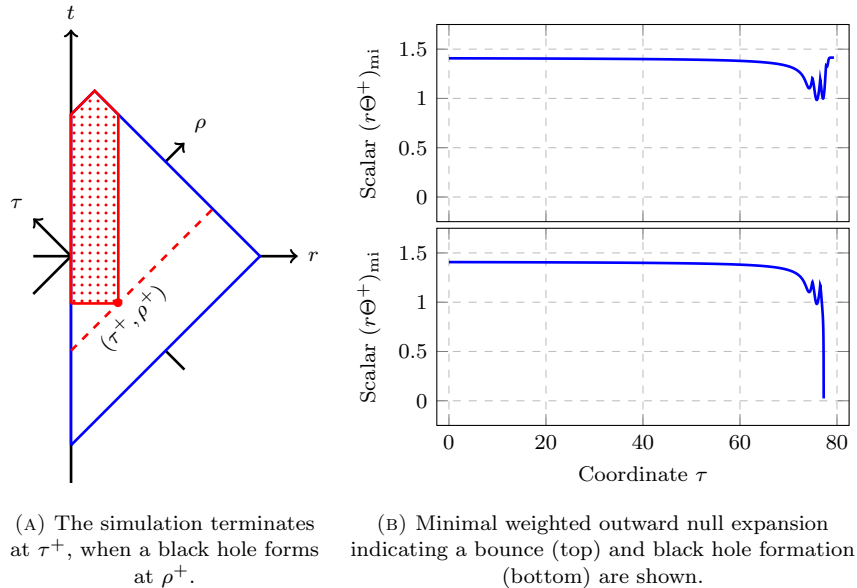 t
ρ
τ
r
(τ⁺, ρ⁺)
(A) The simulation terminates
at τ⁺, when a black hole forms
at ρ⁺.
1.5
1
0.5
0
Scalar (rΘ⁺)mi
1.5
1
0.5
0
Scalar (rΘ⁺)mi
0 20 40 60 80
Coordinate τ
(B) Minimal weighted outward null expansion
indicating a bounce (top) and black hole formation
(bottom) are shown.